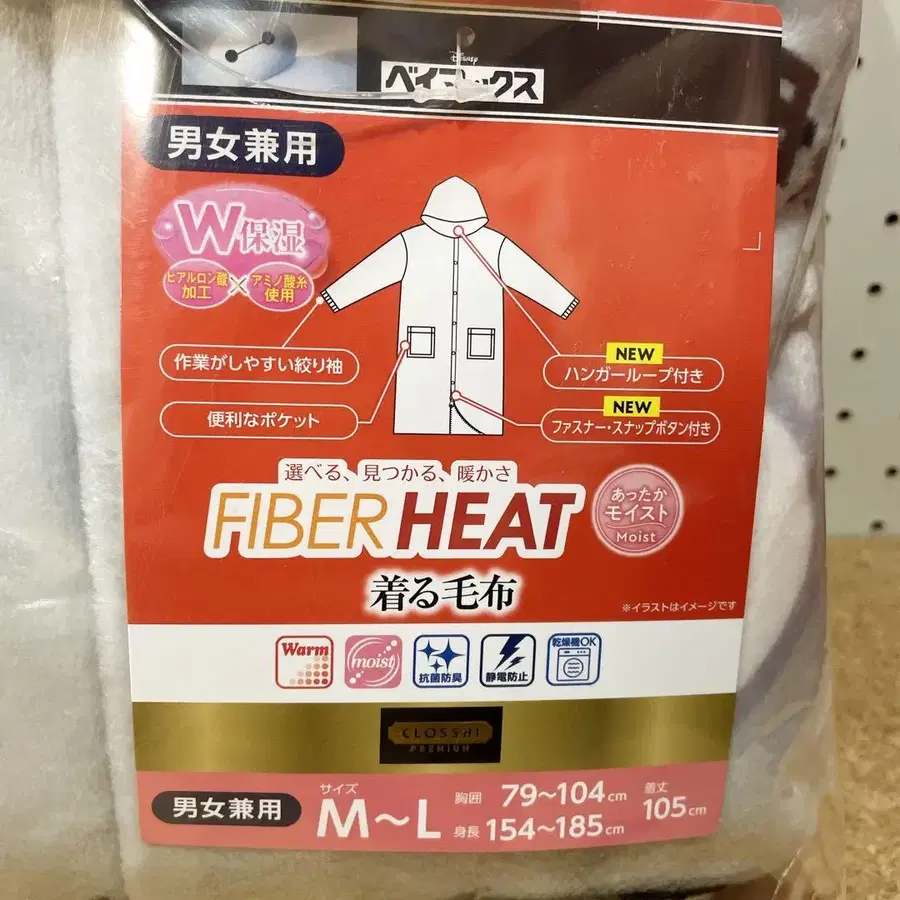 Disney
ベイマックス
男女兼用
W保湿
ヒアルロン酸
加工
×
アミノ酸糸
使用
作業がしやすい絞り袖
便利なポケット
NEW
ハンガーループ付き
NEW
ファスナー・スナップボタン付き
選べる、見つかる、暖かさ
FIBER HEAT
あったか
モイスト
Moist
着る毛布
※イラストはイメージです
Warm
moist
抗菌防臭
静電防止
乾燥機OK
CLOSSHI
PREMIUM
男女兼用
サイズ
M～L
胸囲 79～104cm
身長 154～185cm
着丈
105cm